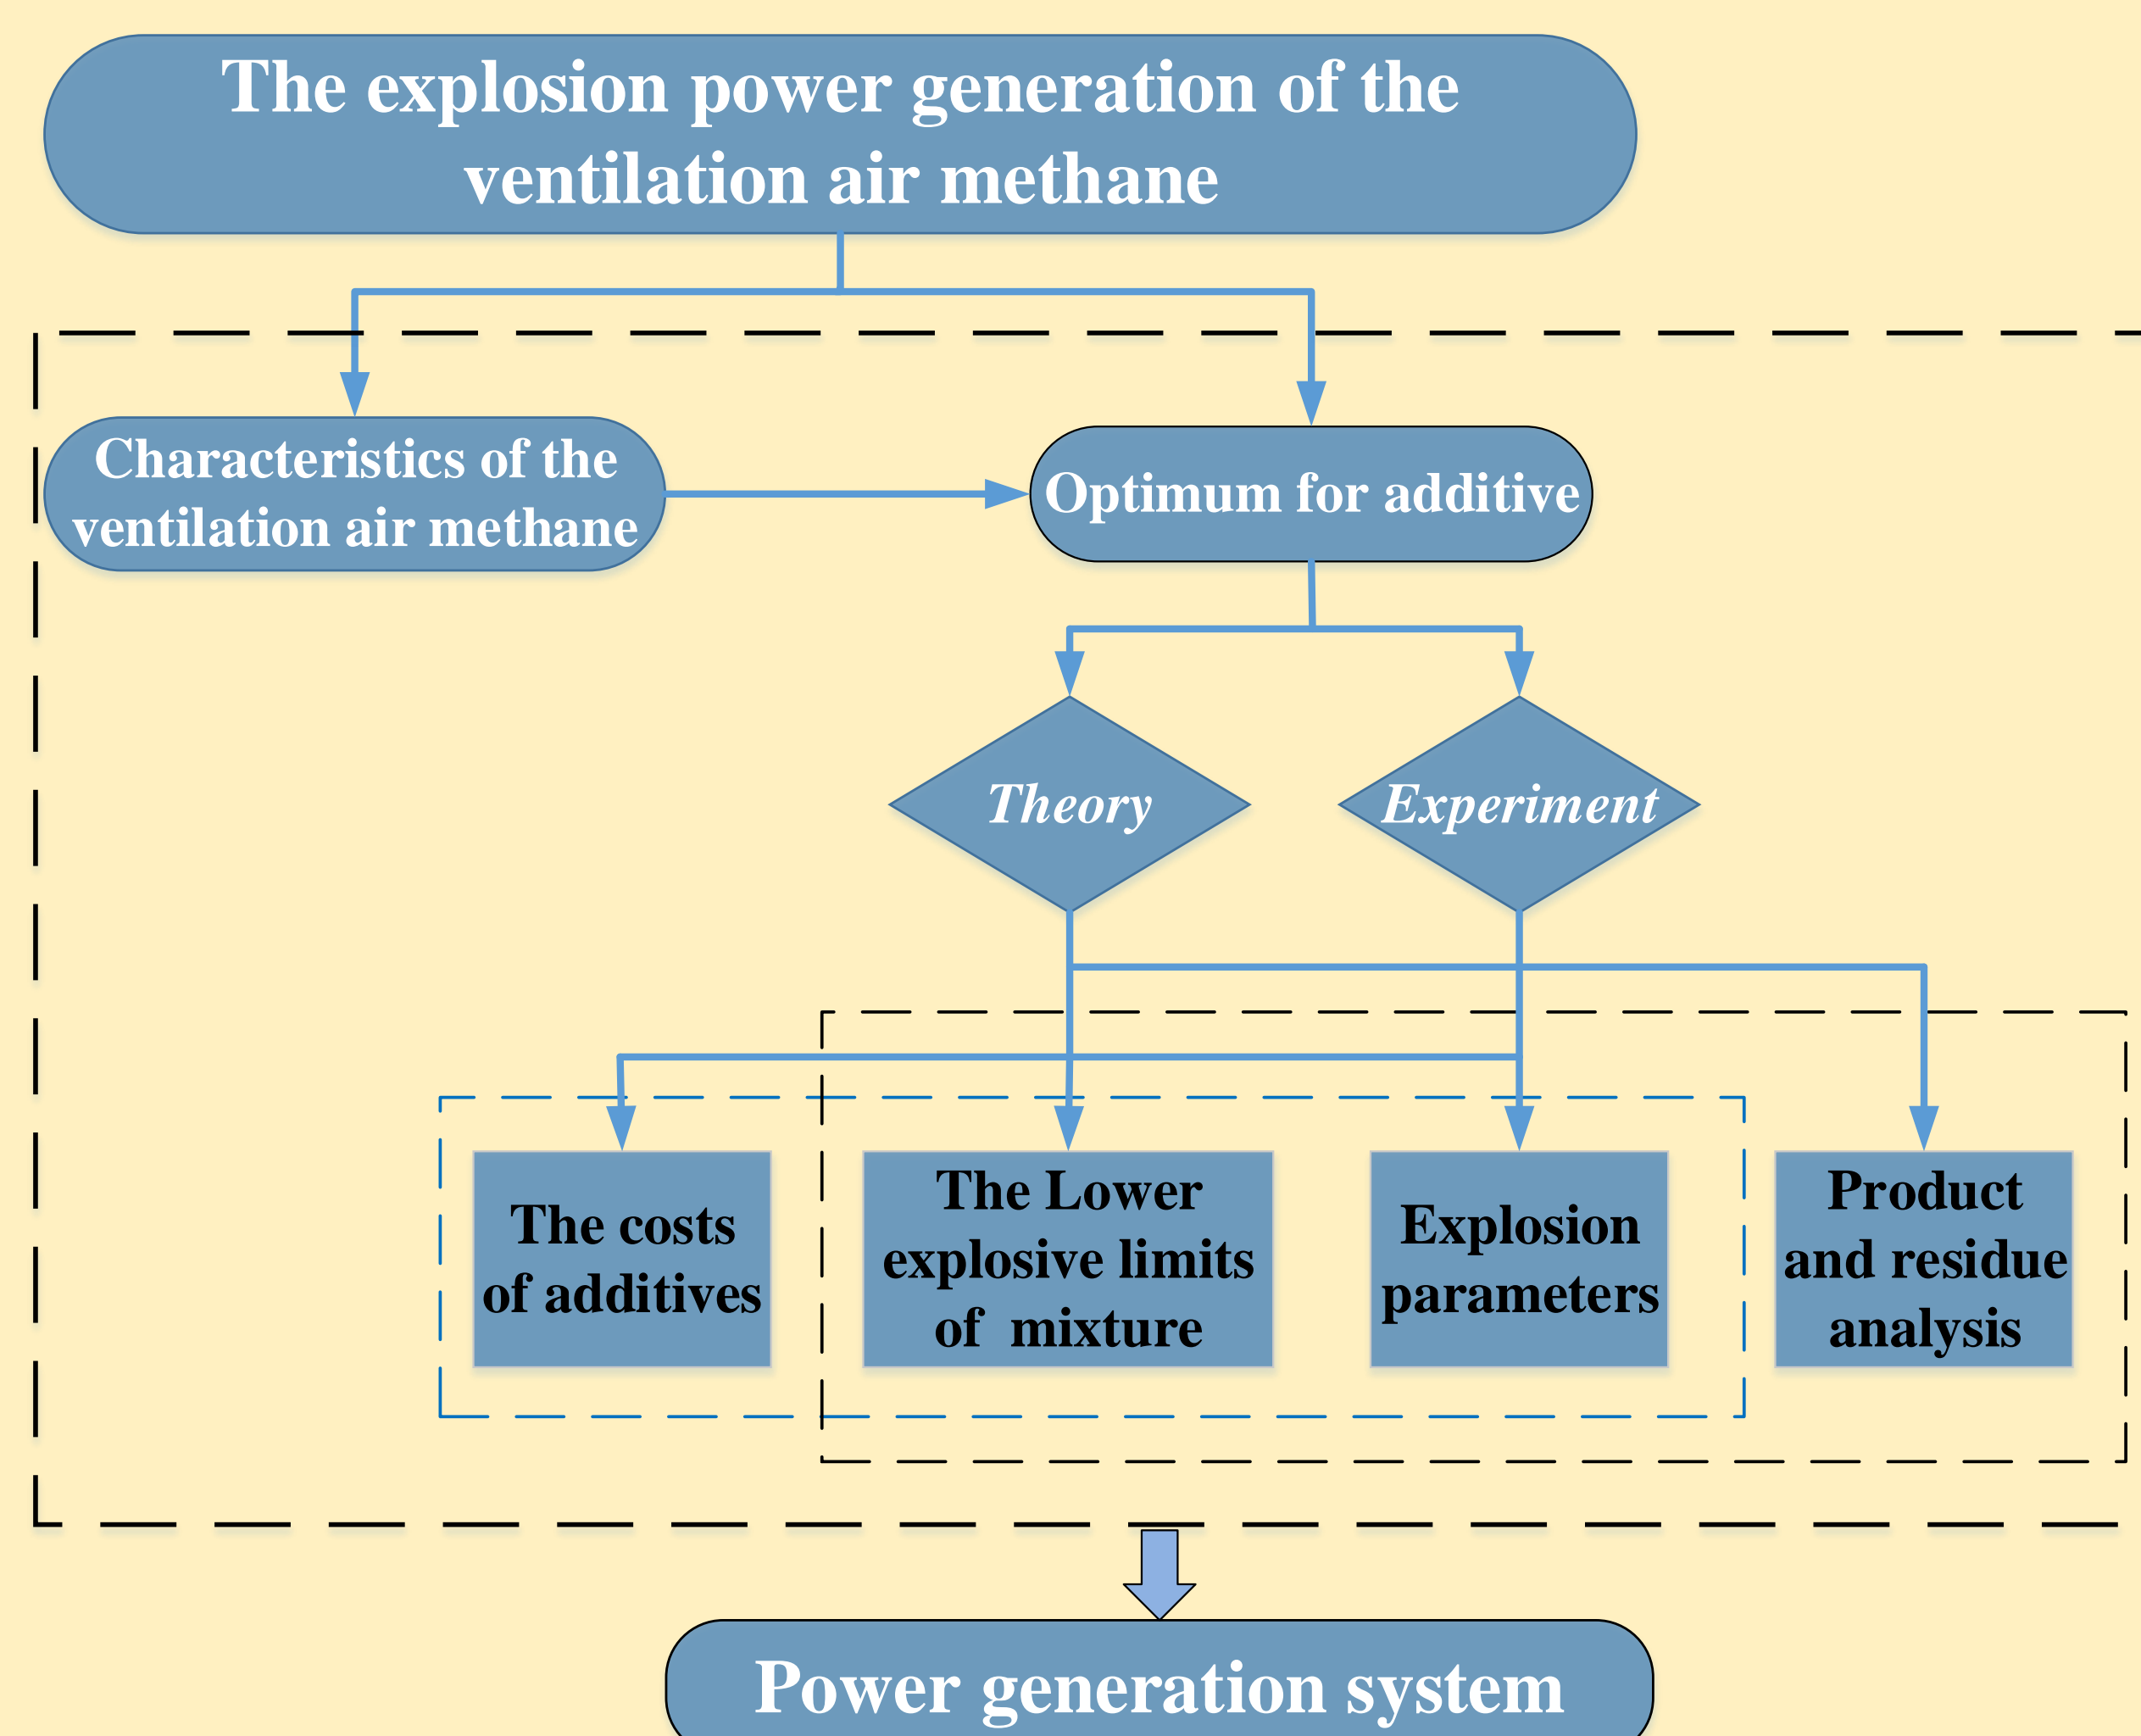 The explosion power generation of the
ventilation air methane
Characteristics of the
ventilation air methane
Optimum for additive
Theory
Experiment
The costs
of additives
The Lower
explosive limits
of mixture
Explosion
parameters
Product
and residue
analysis
Power generation system